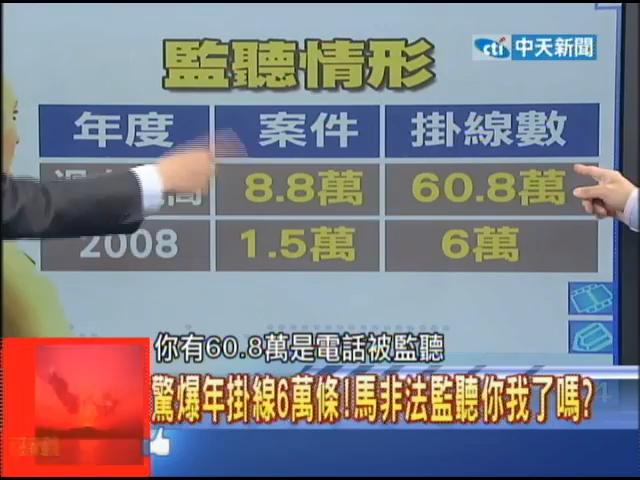 cti 中天新聞
監聽情形
年度 案件 掛線數
8.8萬 60.8萬
2008 1.5萬 6萬
你有60.8萬是電話被監聽
驚爆年掛線6萬條!馬非法監聽你我了嗎?